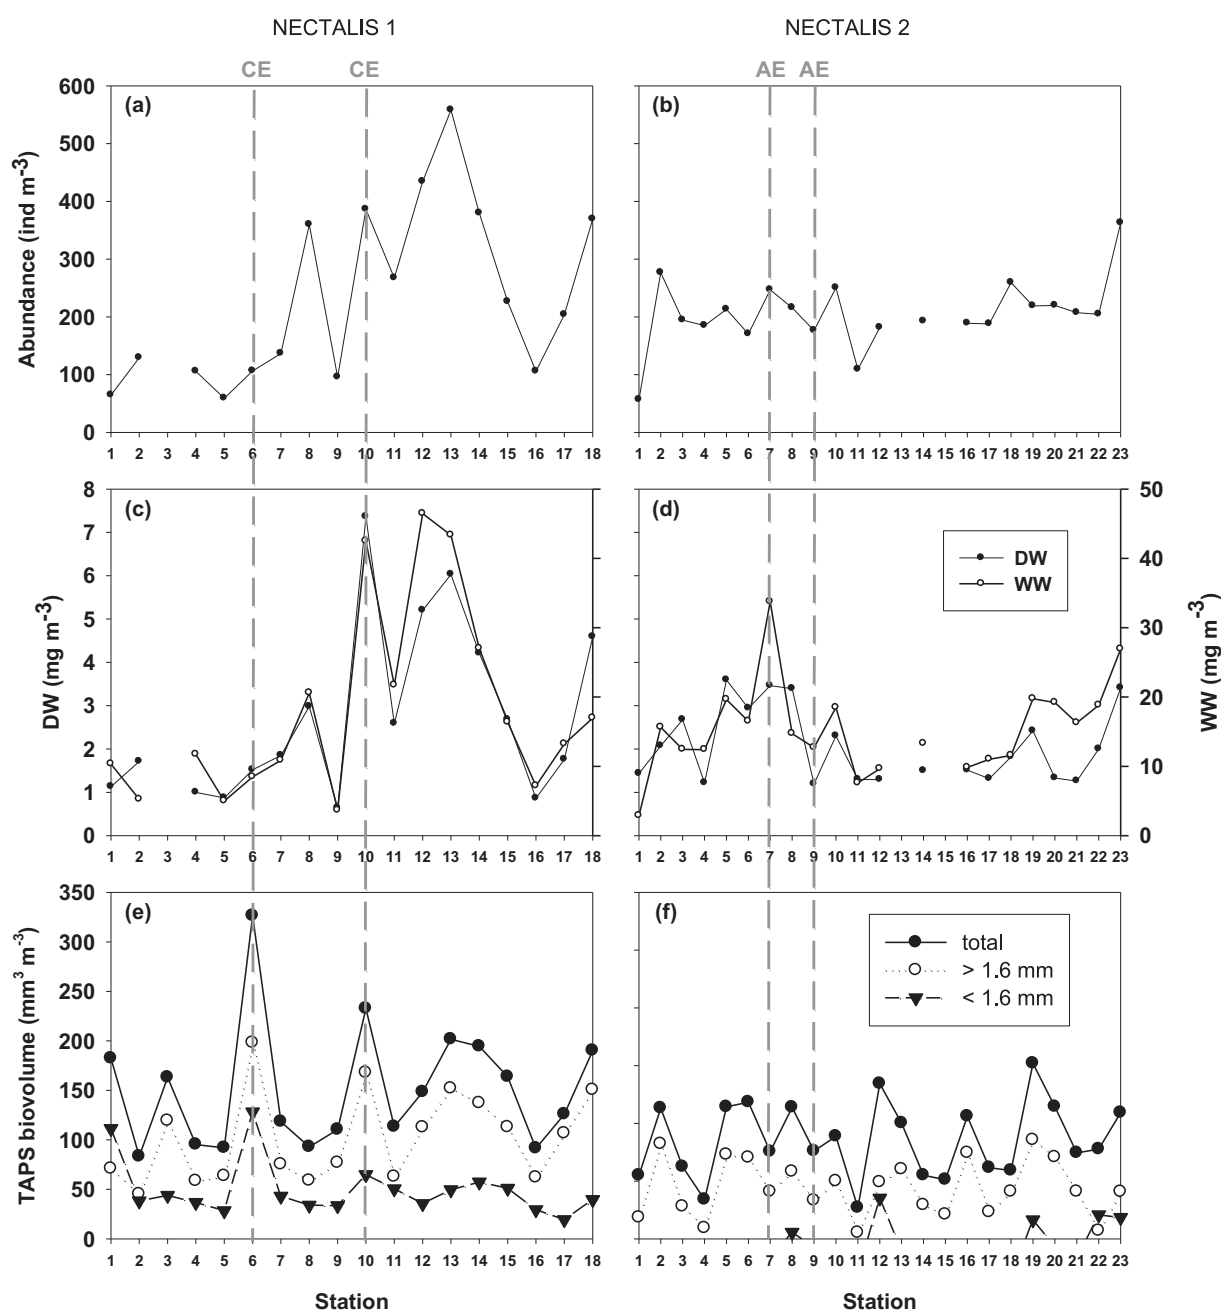 NECTALIS 1
NECTALIS 2
CE CE
AE AE
(a)
(b)
Abundance (ind m-3)
600
500
400
300
200
100
0
1 2 3 4 5 6 7 8 9 10 11 12 13 14 15 16 17 18
1 2 3 4 5 6 7 8 9 10 11 12 13 14 15 16 17 18 19 20 21 22 23
(c)
(d)
DW (mg m-3)
8
7
6
5
4
3
2
1
0
1 2 3 4 5 6 7 8 9 10 11 12 13 14 15 16 17 18
DW
WW
1 2 3 4 5 6 7 8 9 10 11 12 13 14 15 16 17 18 19 20 21 22 23
50
40
30
20
10
0
WW (mg m-3)
(e)
(f)
TAPS biovolume (mm3 m-3)
350
300
250
200
150
100
50
0
1 2 3 4 5 6 7 8 9 10 11 12 13 14 15 16 17 18
total
> 1.6 mm
< 1.6 mm
1 2 3 4 5 6 7 8 9 10 11 12 13 14 15 16 17 18 19 20 21 22 23
Station
Station